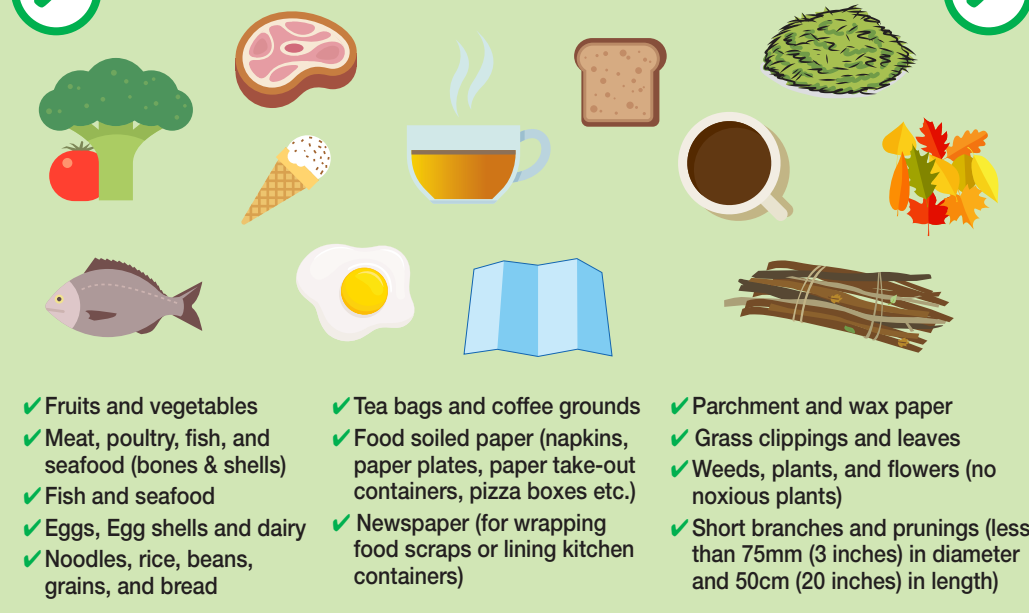 ✔ Fruits and vegetables
✔ Meat, poultry, fish, and
seafood (bones & shells)
✔ Fish and seafood
✔ Eggs, Egg shells and dairy
✔ Noodles, rice, beans,
grains, and bread
✔ Tea bags and coffee grounds
✔ Food soiled paper (napkins,
paper plates, paper take-out
containers, pizza boxes etc.)
✔ Newspaper (for wrapping
food scraps or lining kitchen
containers)
✔ Parchment and wax paper
✔ Grass clippings and leaves
✔ Weeds, plants, and flowers (no
noxious plants)
✔ Short branches and prunings (less
than 75mm (3 inches) in diameter
and 50cm (20 inches) in length)